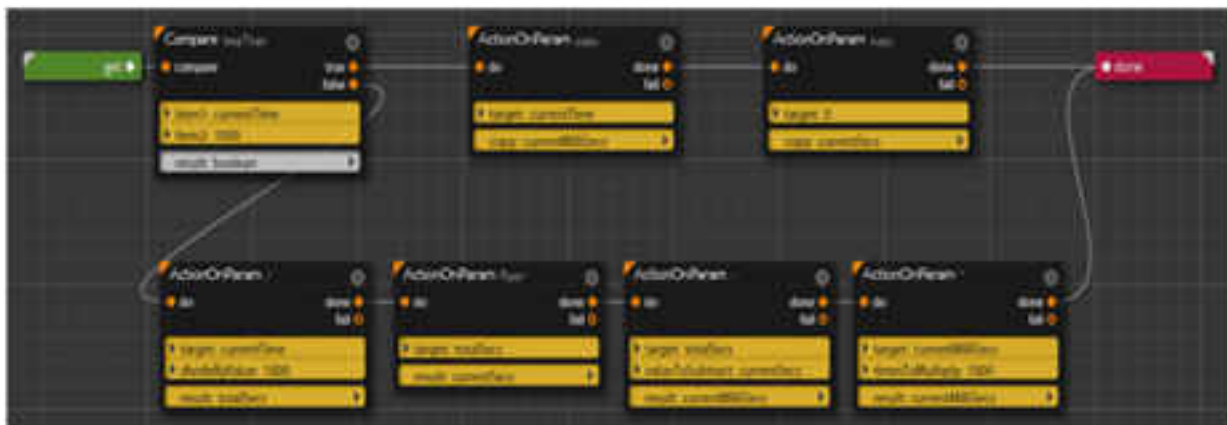 get
Compare lessThan
compare
true
false
item1: currentTime
item2: 1000
result: boolean
ActionOnParam
do
done
fail
target: currentTime
copy: currentMilliSecs
ActionOnParam
do
done
fail
target: 0
copy: currentSecs
done
ActionOnParam /
do
done
fail
target: currentTime
divideByValue: 1000
result: totalSecs
ActionOnParam floor
do
done
fail
target: totalSecs
result: currentSecs
ActionOnParam
do
done
fail
target: totalSecs
valueToSubtract: currentSecs
result: currentMilliSecs
ActionOnParam
do
done
fail
target: currentMilliSecs
timesToMultiply: 1000
result: currentMilliSecs